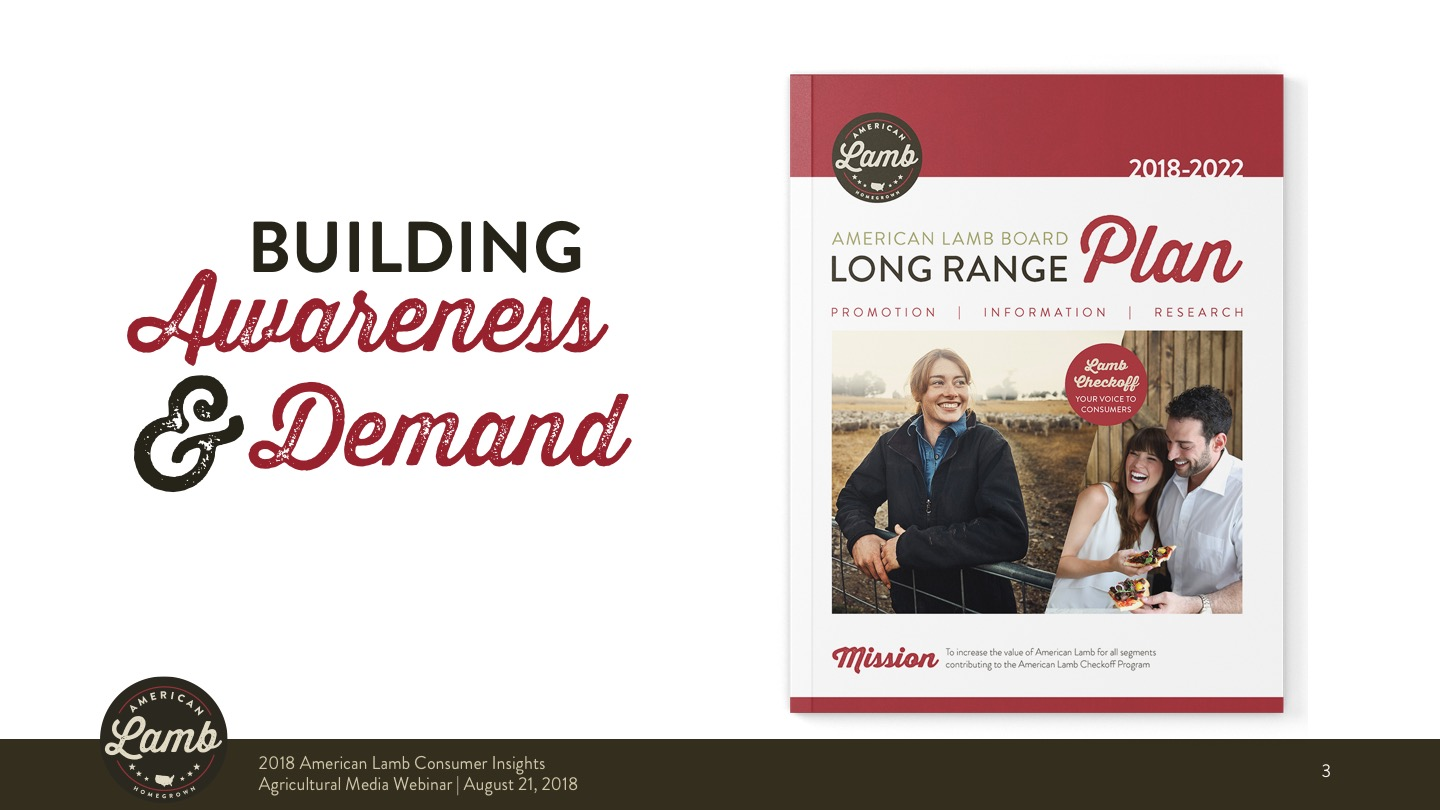 BUILDING
Awareness
& Demand
AMERICAN
Lamb
HOMEGROWN
2018-2022
AMERICAN LAMB BOARD
LONG RANGE Plan
PROMOTION | INFORMATION | RESEARCH
Lamb
Checkoff
YOUR VOICE TO
CONSUMERS
Mission
To increase the value of American Lamb for all segments
contributing to the American Lamb Checkoff Program
AMERICAN
Lamb
HOMEGROWN
2018 American Lamb Consumer Insights
Agricultural Media Webinar | August 21, 2018
3